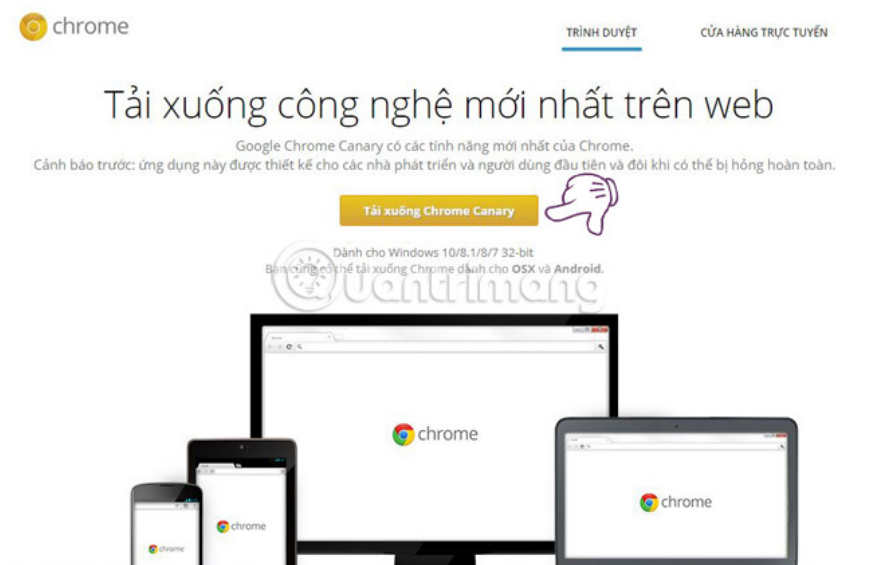 chrome
TRÌNH DUYỆT
CỬA HÀNG TRỰC TUYẾN
Tải xuống công nghệ mới nhất trên web
Google Chrome Canary có các tính năng mới nhất của Chrome.
Cảnh báo trước: ứng dụng này được thiết kế cho các nhà phát triển và người dùng đầu tiên và đôi khi có thể bị hỏng hoàn toàn.
Tải xuống Chrome Canary
Dành cho Windows 10/8.1/8/7 32-bit
Bạn cũng có thể tải xuống Chrome dành cho OSX và Android.
Quantrimang
chrome
chrome
chrome
chrome